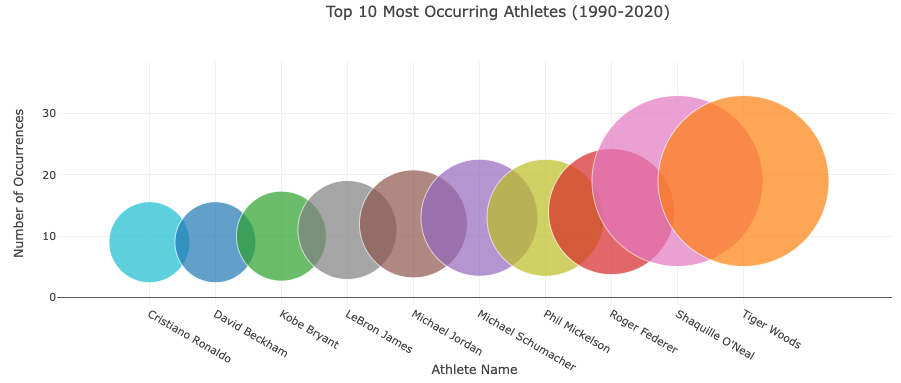 Top 10 Most Occurring Athletes (1990-2020)
Number of Occurrences
30
20
10
0
Cristiano Ronaldo
David Beckham
Kobe Bryant
LeBron James
Michael Jordan
Michael Schumacher
Phil Mickelson
Roger Federer
Shaquille O'Neal
Tiger Woods
Athlete Name